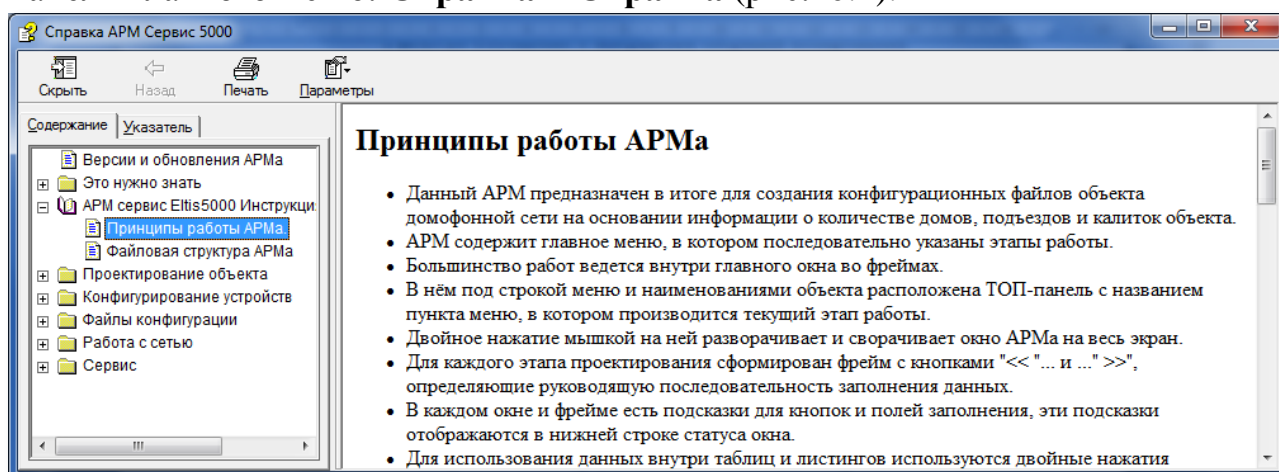 Справка АРМ Сервис 5000
Скрыть Назад Печать Параметры
Содержание Указатель
Версии и обновления АРМа
Это нужно знать
АРМ сервис Eltis5000 Инструкци
Принципы работы АРМа.
Файловая структура АРМа
Проектирование объекта
Конфигурирование устройств
Файлы конфигурации
Работа с сетью
Сервис
Принципы работы АРМа
• Данный АРМ предназначен в итоге для создания конфигурационных файлов объекта
домофонной сети на основании информации о количестве домов, подъездов и калиток объекта.
• АРМ содержит главное меню, в котором последовательно указаны этапы работы.
• Большинство работ ведется внутри главного окна во фреймах.
• В нём под строкой меню и наименованиями объекта расположена ТОП-панель с названием
пункта меню, в котором производится текущий этап работы.
• Двойное нажатие мышкой на ней разворачивает и сворачивает окно АРМа на весь экран.
• Для каждого этапа проектирования сформирован фрейм с кнопками "<< "... и ..." >>",
определяющие руководящую последовательность заполнения данных.
• В каждом окне и фрейме есть подсказки для кнопок и полей заполнения, эти подсказки
отображаются в нижней строке статуса окна.
• Для использования данных внутри таблиц и листингов используются двойные нажатия